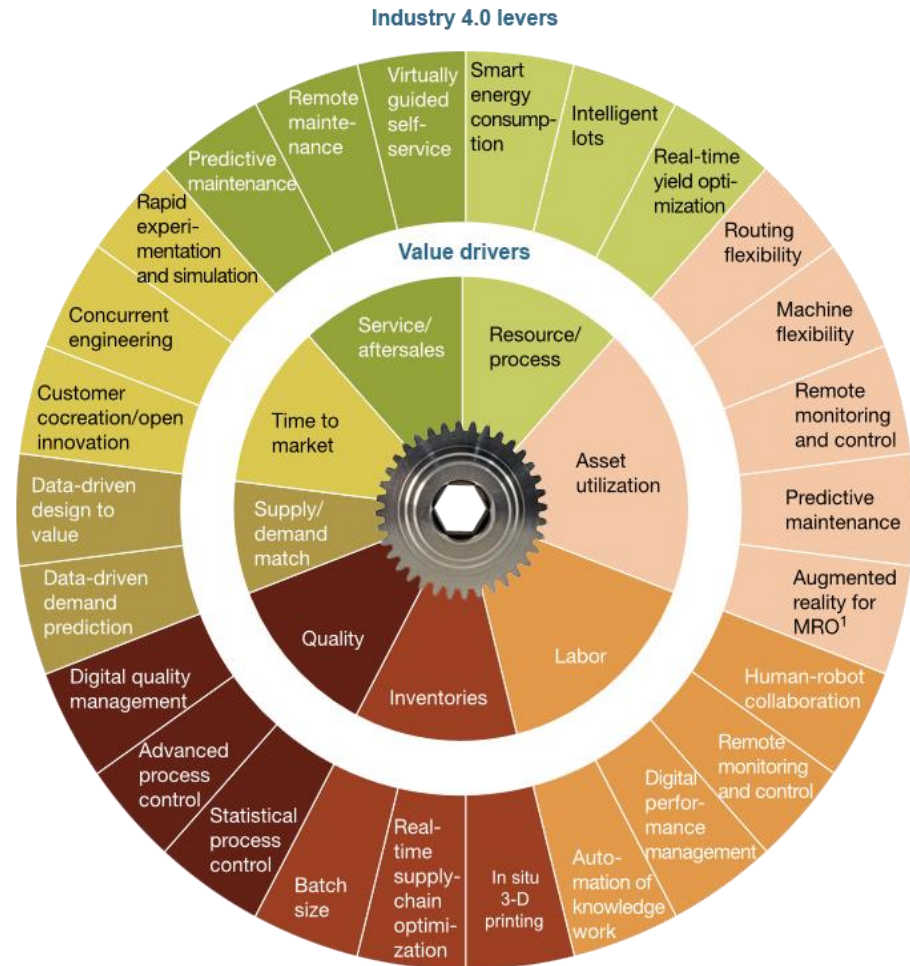 Industry 4.0 levers
Smart
energy
consump-
tion
Intelligent
lots
Real-time
yield opti-
mization
Routing
flexibility
Machine
flexibility
Remote
monitoring
and control
Predictive
maintenance
Augmented
reality for
MRO¹
Human-robot
collaboration
Remote
monitoring
and control
Digital
perfor-
mance
management
Auto-
mation of
knowledge
work
In situ
3-D
printing
Real-
time
supply-
chain
optimi-
zation
Batch
size
Statistical
process
control
Advanced
process
control
Digital quality
management
Data-driven
demand
prediction
Data-driven
design to
value
Customer
cocreation/open
innovation
Concurrent
engineering
Rapid
experi-
mentation
and simulation
Predictive
maintenance
Remote
mainte-
nance
Virtually
guided
self-
service
Value drivers
Resource/
process
Asset
utilization
Labor
Inventories
Quality
Supply/
demand
match
Time to
market
Service/
aftersales